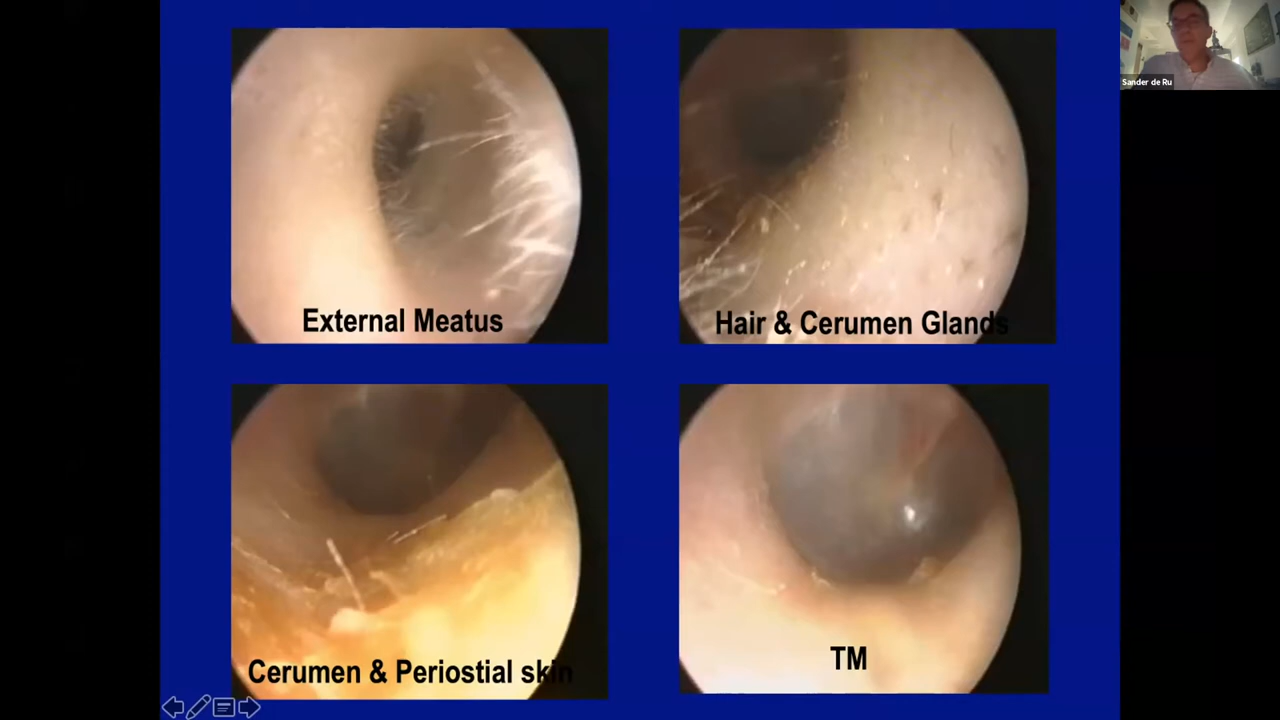 Sander de Ru
External Meatus
Hair & Cerumen Glands
Cerumen & Periostial skin
TM